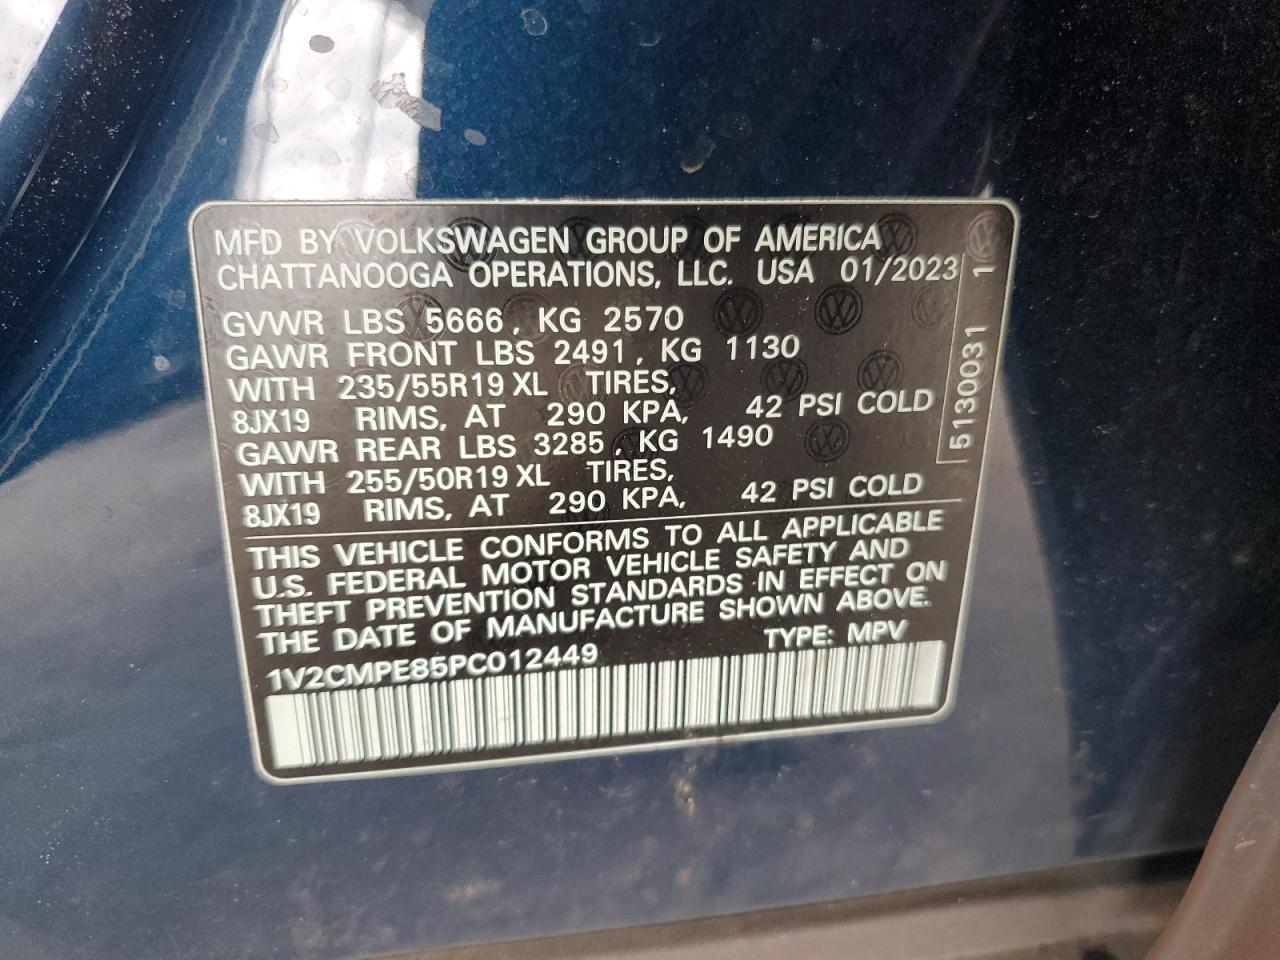 MFD BY VOLKSWAGEN GROUP OF AMERICA
CHATTANOOGA OPERATIONS, LLC. USA 01/2023
GVWR LBS 5666, KG 2570
GAWR FRONT LBS 2491, KG 1130
WITH 235/55R19 XL TIRES,
8JX19 RIMS, AT 290 KPA, 42 PSI COLD
GAWR REAR LBS 3285, KG 1490
WITH 255/50R19 XL TIRES,
8JX19 RIMS, AT 290 KPA, 42 PSI COLD
5130031 1
THIS VEHICLE CONFORMS TO ALL APPLICABLE
U.S. FEDERAL MOTOR VEHICLE SAFETY AND
THEFT PREVENTION STANDARDS IN EFFECT ON
THE DATE OF MANUFACTURE SHOWN ABOVE.
TYPE: MPV
1V2CMPE85PC012449